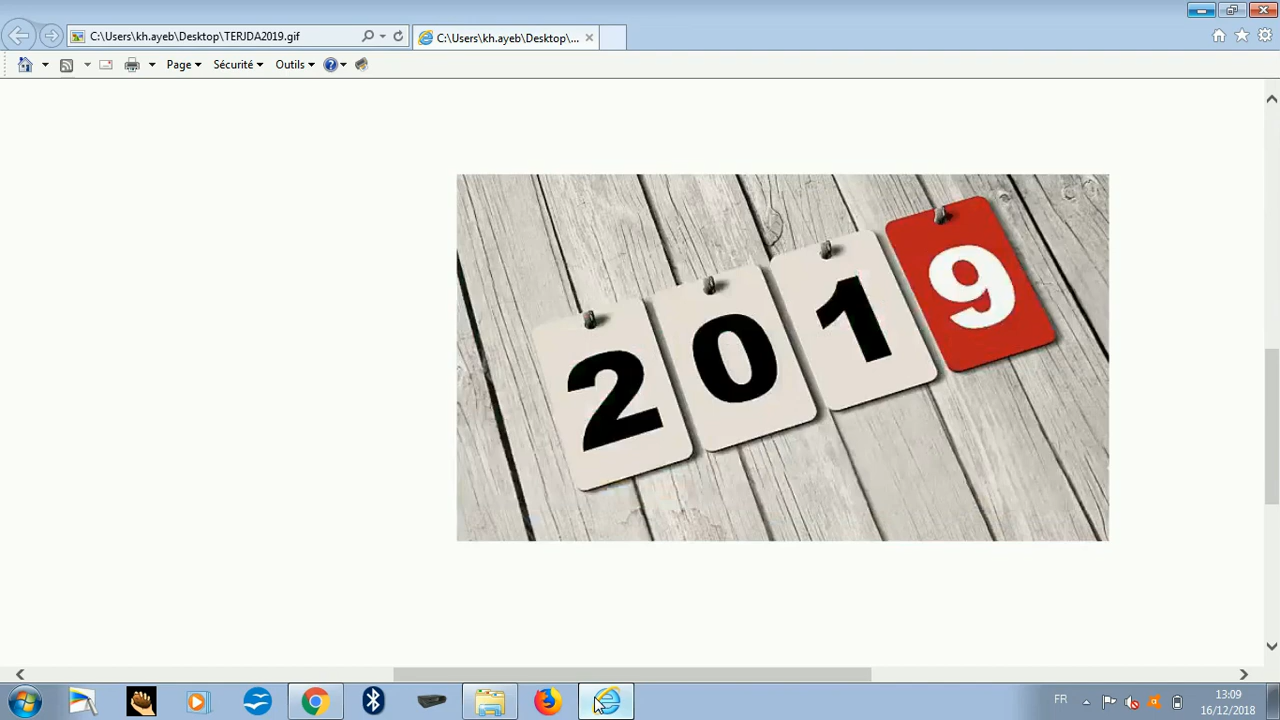 C:\Users\kh.ayeb\Desktop\TERJDA2019.gif
C:\Users\kh.ayeb\Desktop\...
Page
Sécurité
Outils
2019
FR
13:09
16/12/2018